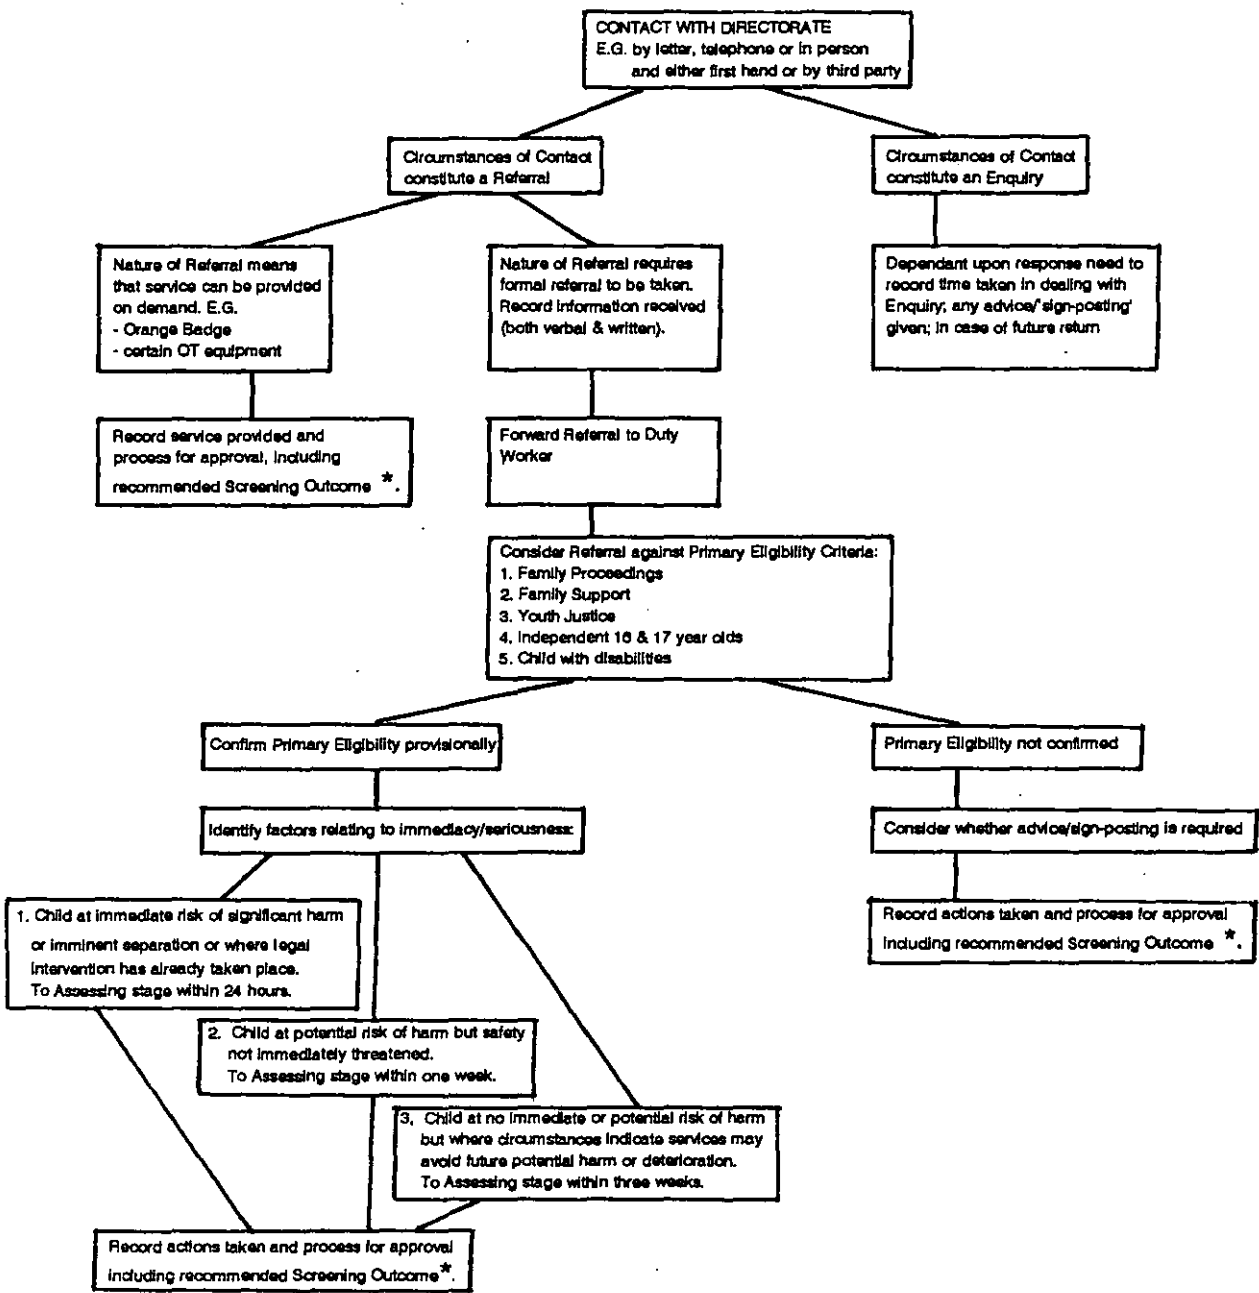 CONTACT WITH DIRECTORATE
E.G. by letter, telephone or in person
and either first hand or by third party
Circumstances of Contact
constitute a Referral
Circumstances of Contact
constitute an Enquiry
Nature of Referral means
that service can be provided
on demand. E.G.
- Orange Badge
- certain OT equipment
Nature of Referral requires
formal referral to be taken.
Record information received
(both verbal & written).
Dependant upon response need to
record time taken in dealing with
Enquiry; any advice/'sign-posting'
given; in case of future return
Record service provided and
process for approval, including
recommended Screening Outcome *.
Forward Referral to Duty
Worker
Consider Referral against Primary Eligibility Criteria:
1. Family Proceedings
2. Family Support
3. Youth Justice
4. Independent 16 & 17 year olds
5. Child with disabilities
Confirm Primary Eligibility provisionally
Primary Eligibility not confirmed
Identify factors relating to immediacy/seriousness:
Consider whether advice/sign-posting is required
1. Child at immediate risk of significant harm
or imminent separation or where legal
intervention has already taken place.
To Assessing stage within 24 hours.
Record actions taken and process for approval
including recommended Screening Outcome *.
2. Child at potential risk of harm but safety
not immediately threatened.
To Assessing stage within one week.
3. Child at no immediate or potential risk of harm
but where circumstances indicate services may
avoid future potential harm or deterioration.
To Assessing stage within three weeks.
Record actions taken and process for approval
including recommended Screening Outcome *.